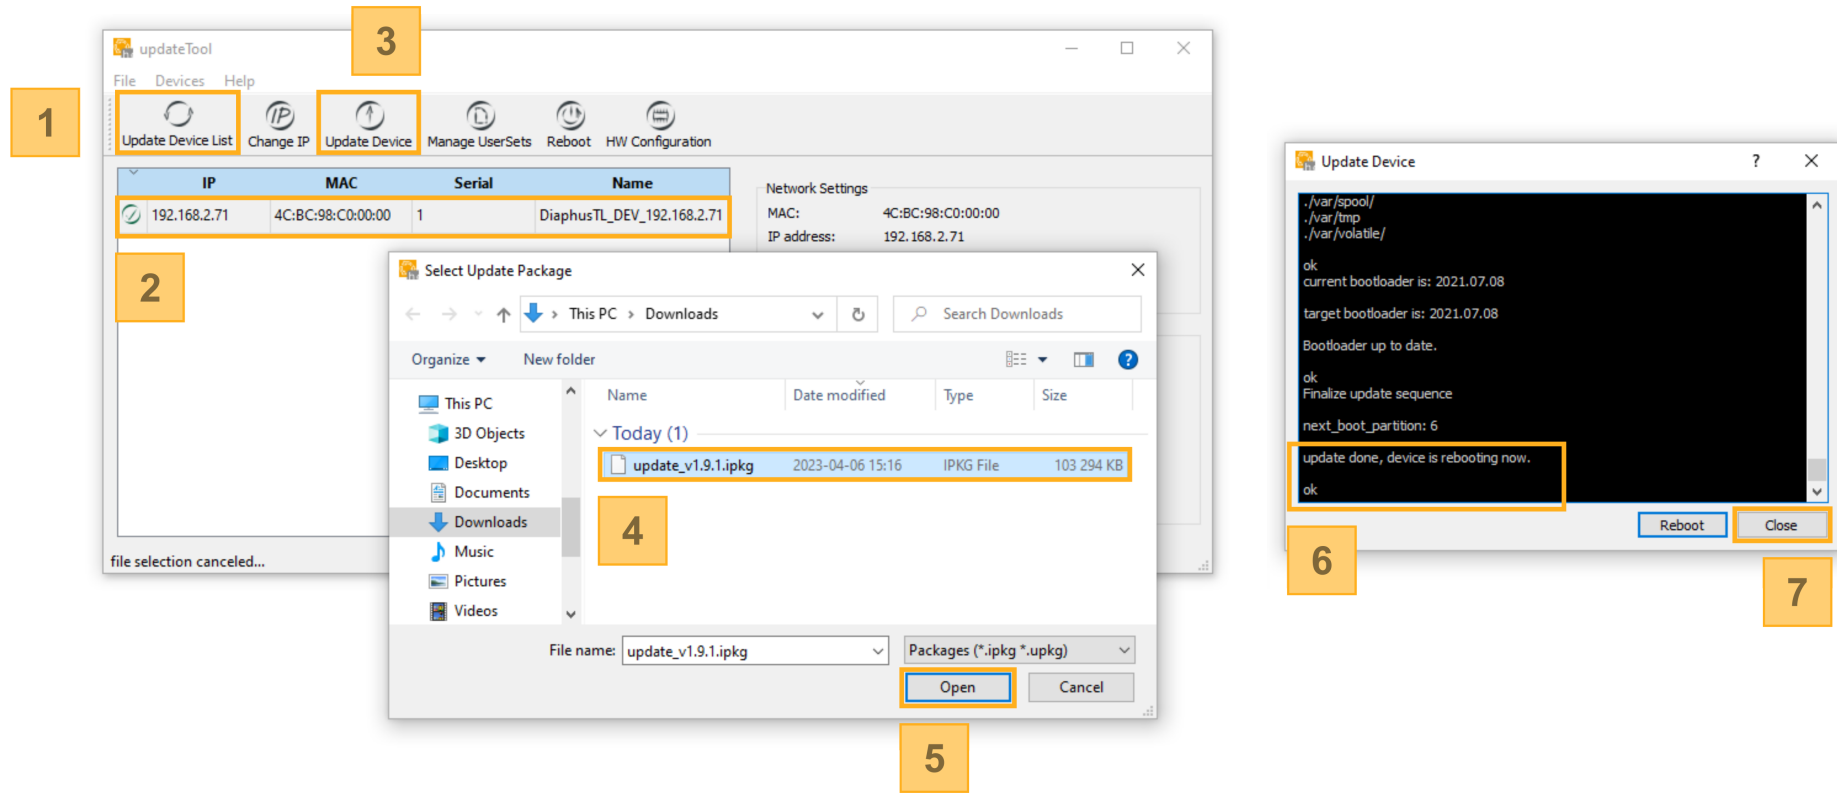 3
updateTool
File Devices Help
1
Update Device List Change IP Update Device Manage UserSets Reboot HW Configuration
IP MAC Serial Name
192.168.2.71 4C:BC:98:C0:00:00 1 DiaphusTL_DEV_192.168.2.71
Network Settings
MAC: 4C:BC:98:C0:00:00
IP address: 192.168.2.71
2
file selection canceled...
Select Update Package
This PC › Downloads
Search Downloads
Organize New folder
?
Name Date modified Type Size
This PC
3D Objects
Desktop
Documents
Downloads
Music
Pictures
Videos
Today (1)
update_v1.9.1.ipkg 2023-04-06 15:16 IPKG File 103 294 KB
4
File name: update_v1.9.1.ipkg
Packages (*.ipkg *.upkg)
Open Cancel
5
Update Device ?
./var/spool/
./var/tmp
./var/volatile/
ok
current bootloader is: 2021.07.08
target bootloader is: 2021.07.08
Bootloader up to date.
ok
Finalize update sequence
next_boot_partition: 6
update done, device is rebooting now.
ok
Reboot Close
6
7